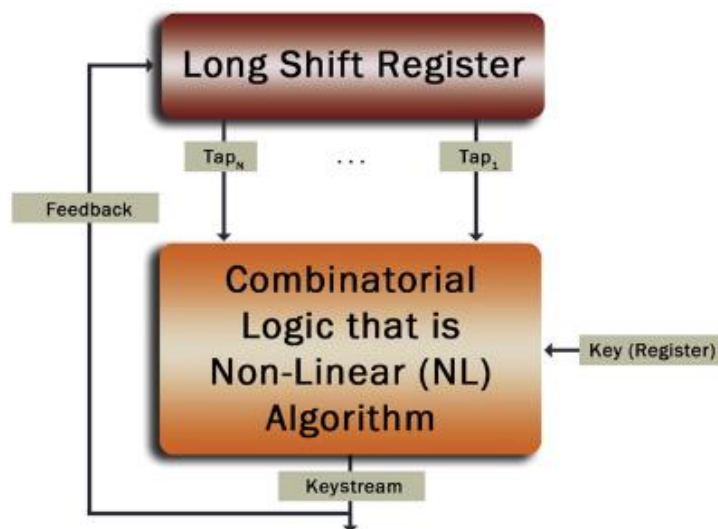 Long Shift Register
Tap_N
...
Tap_1
Feedback
Combinatorial
Logic that is
Non-Linear (NL)
Algorithm
Key (Register)
Keystream